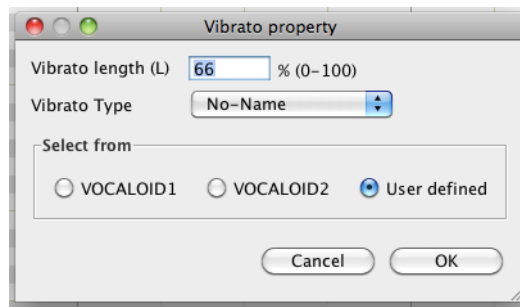 Vibrato property
Vibrato length (L) 66 % (0-100)
Vibrato Type No-Name
Select from
VOCALOID1 VOCALOID2 User defined
Cancel OK